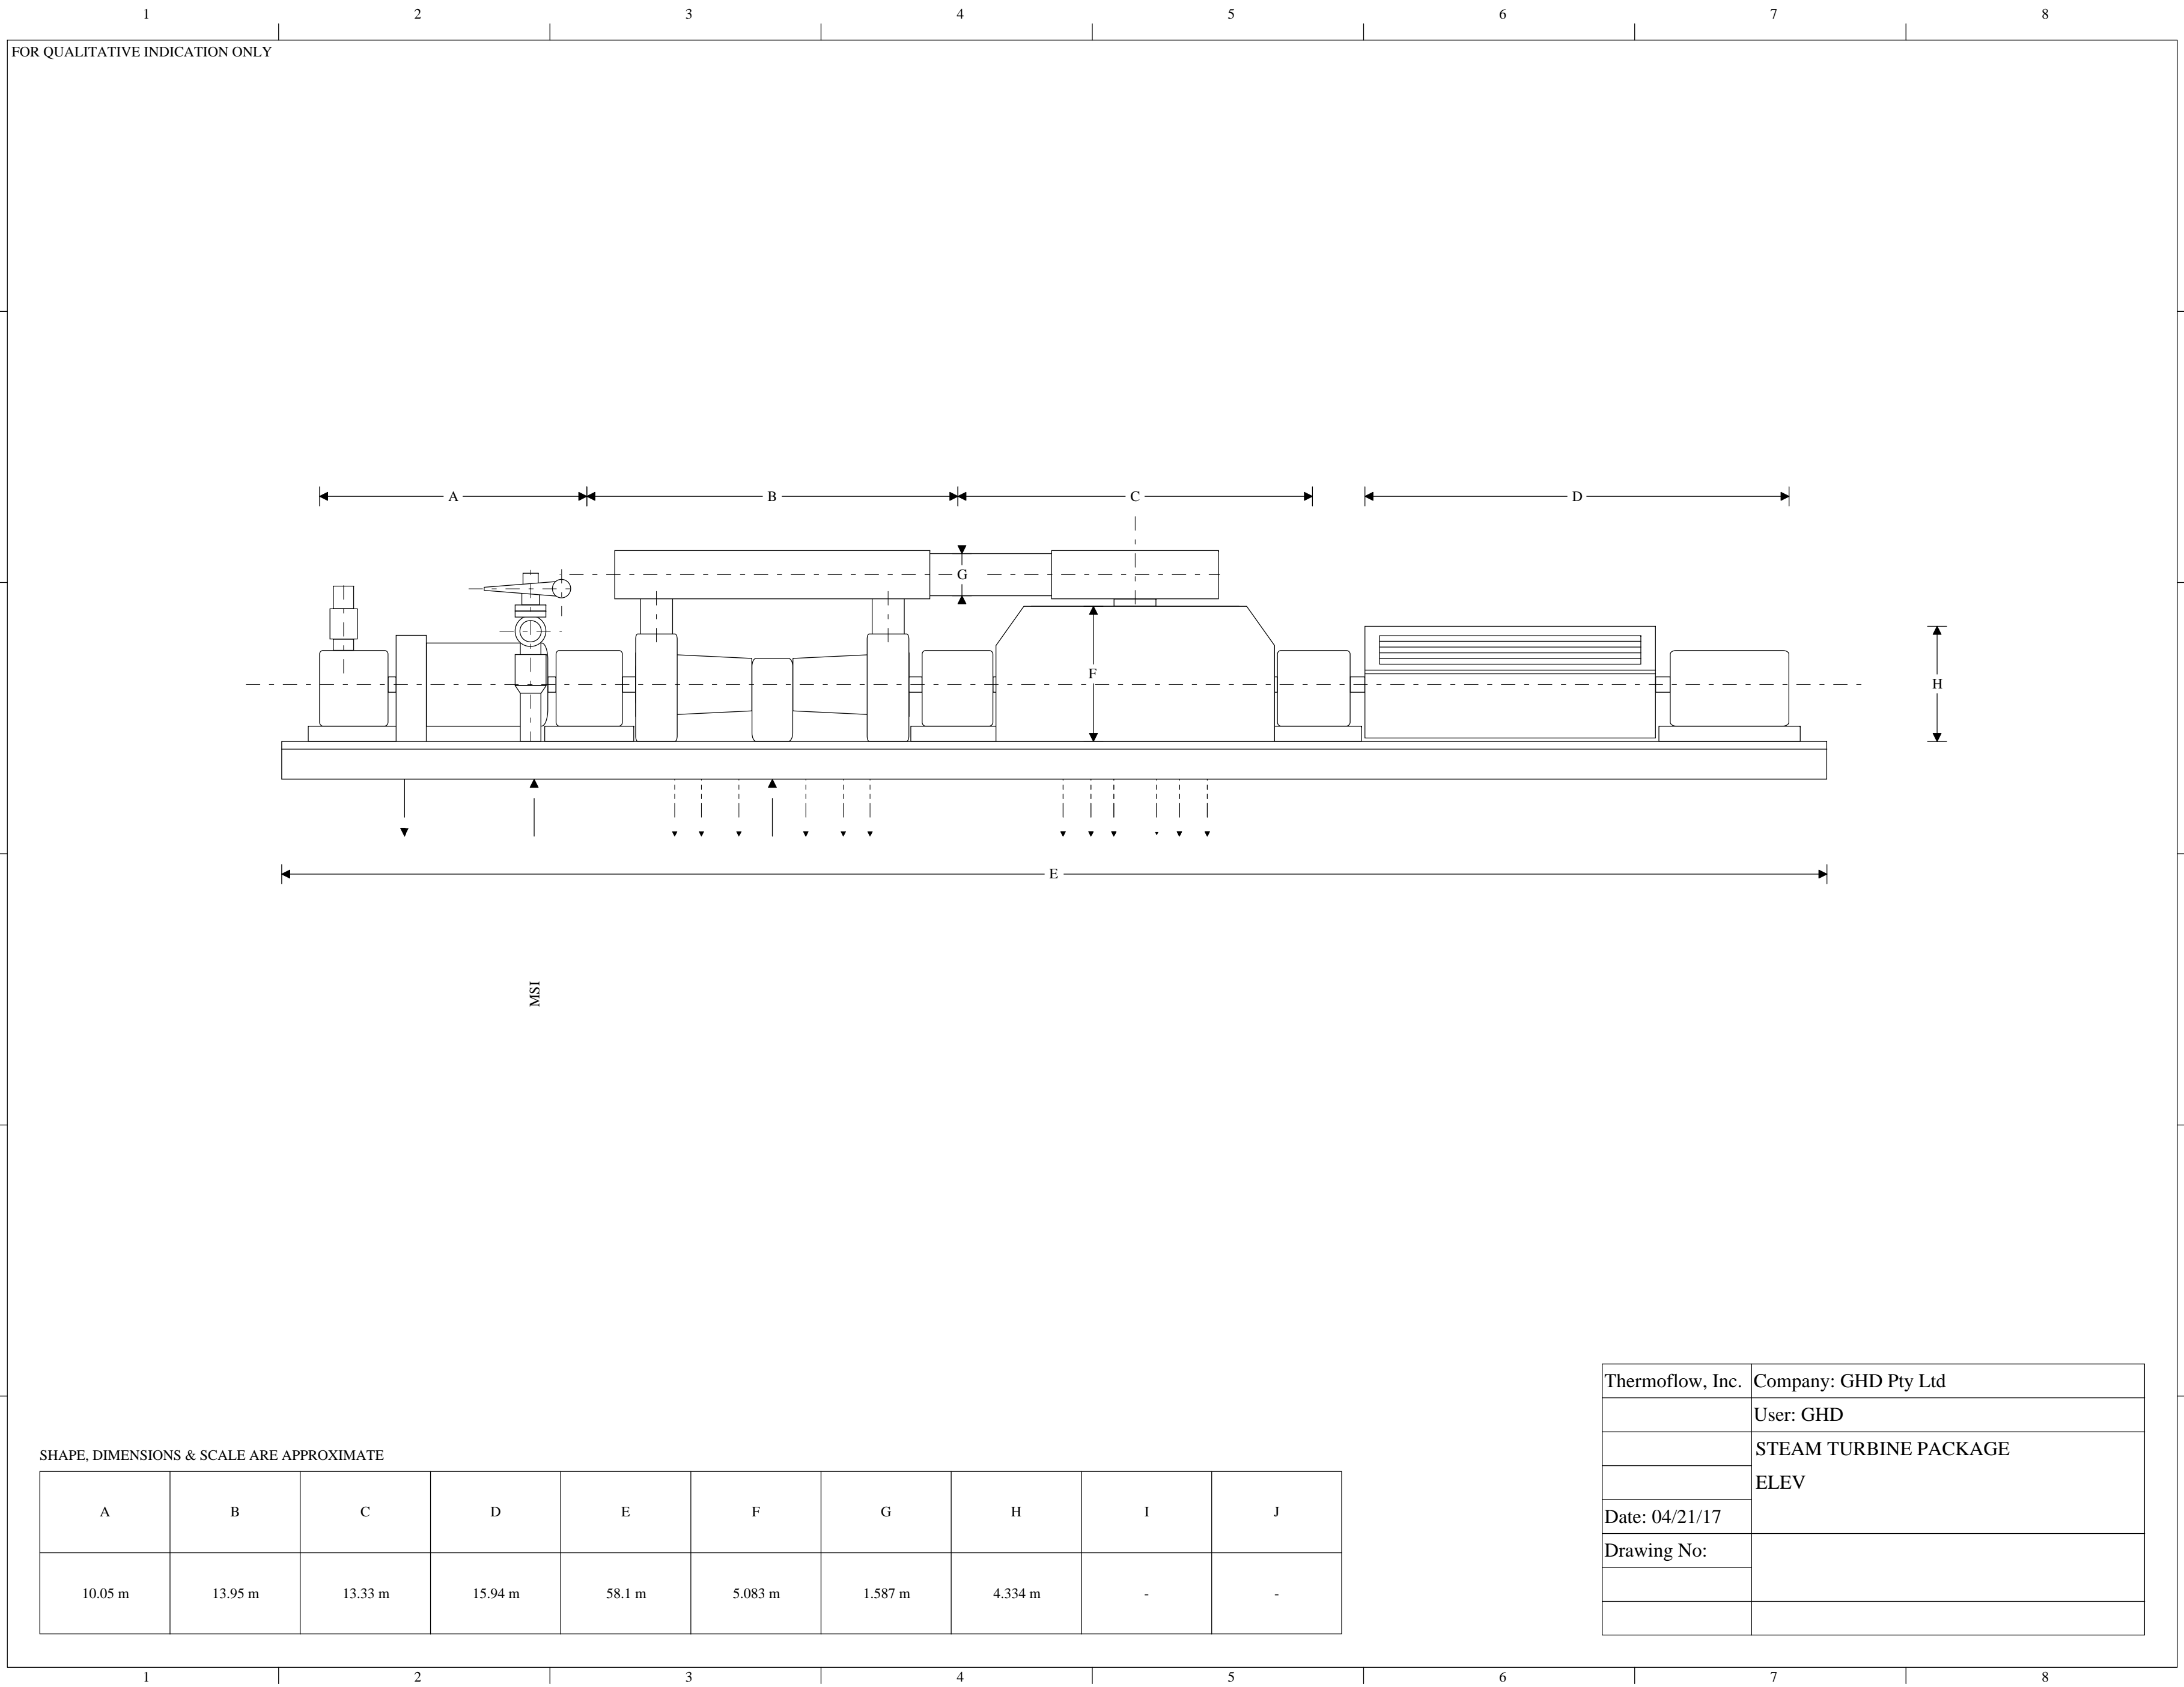 1 2 3 4 5 6 7 8
FOR QUALITATIVE INDICATION ONLY
A B C D
G
F
H
E
MSI
Thermoflow, Inc. Company: GHD Pty Ltd
User: GHD
STEAM TURBINE PACKAGE
ELEV
Date: 04/21/17
Drawing No:
SHAPE, DIMENSIONS & SCALE ARE APPROXIMATE
A B C D E F G H I J
10.05 m 13.95 m 13.33 m 15.94 m 58.1 m 5.083 m 1.587 m 4.334 m - -
1 2 3 4 5 6 7 8